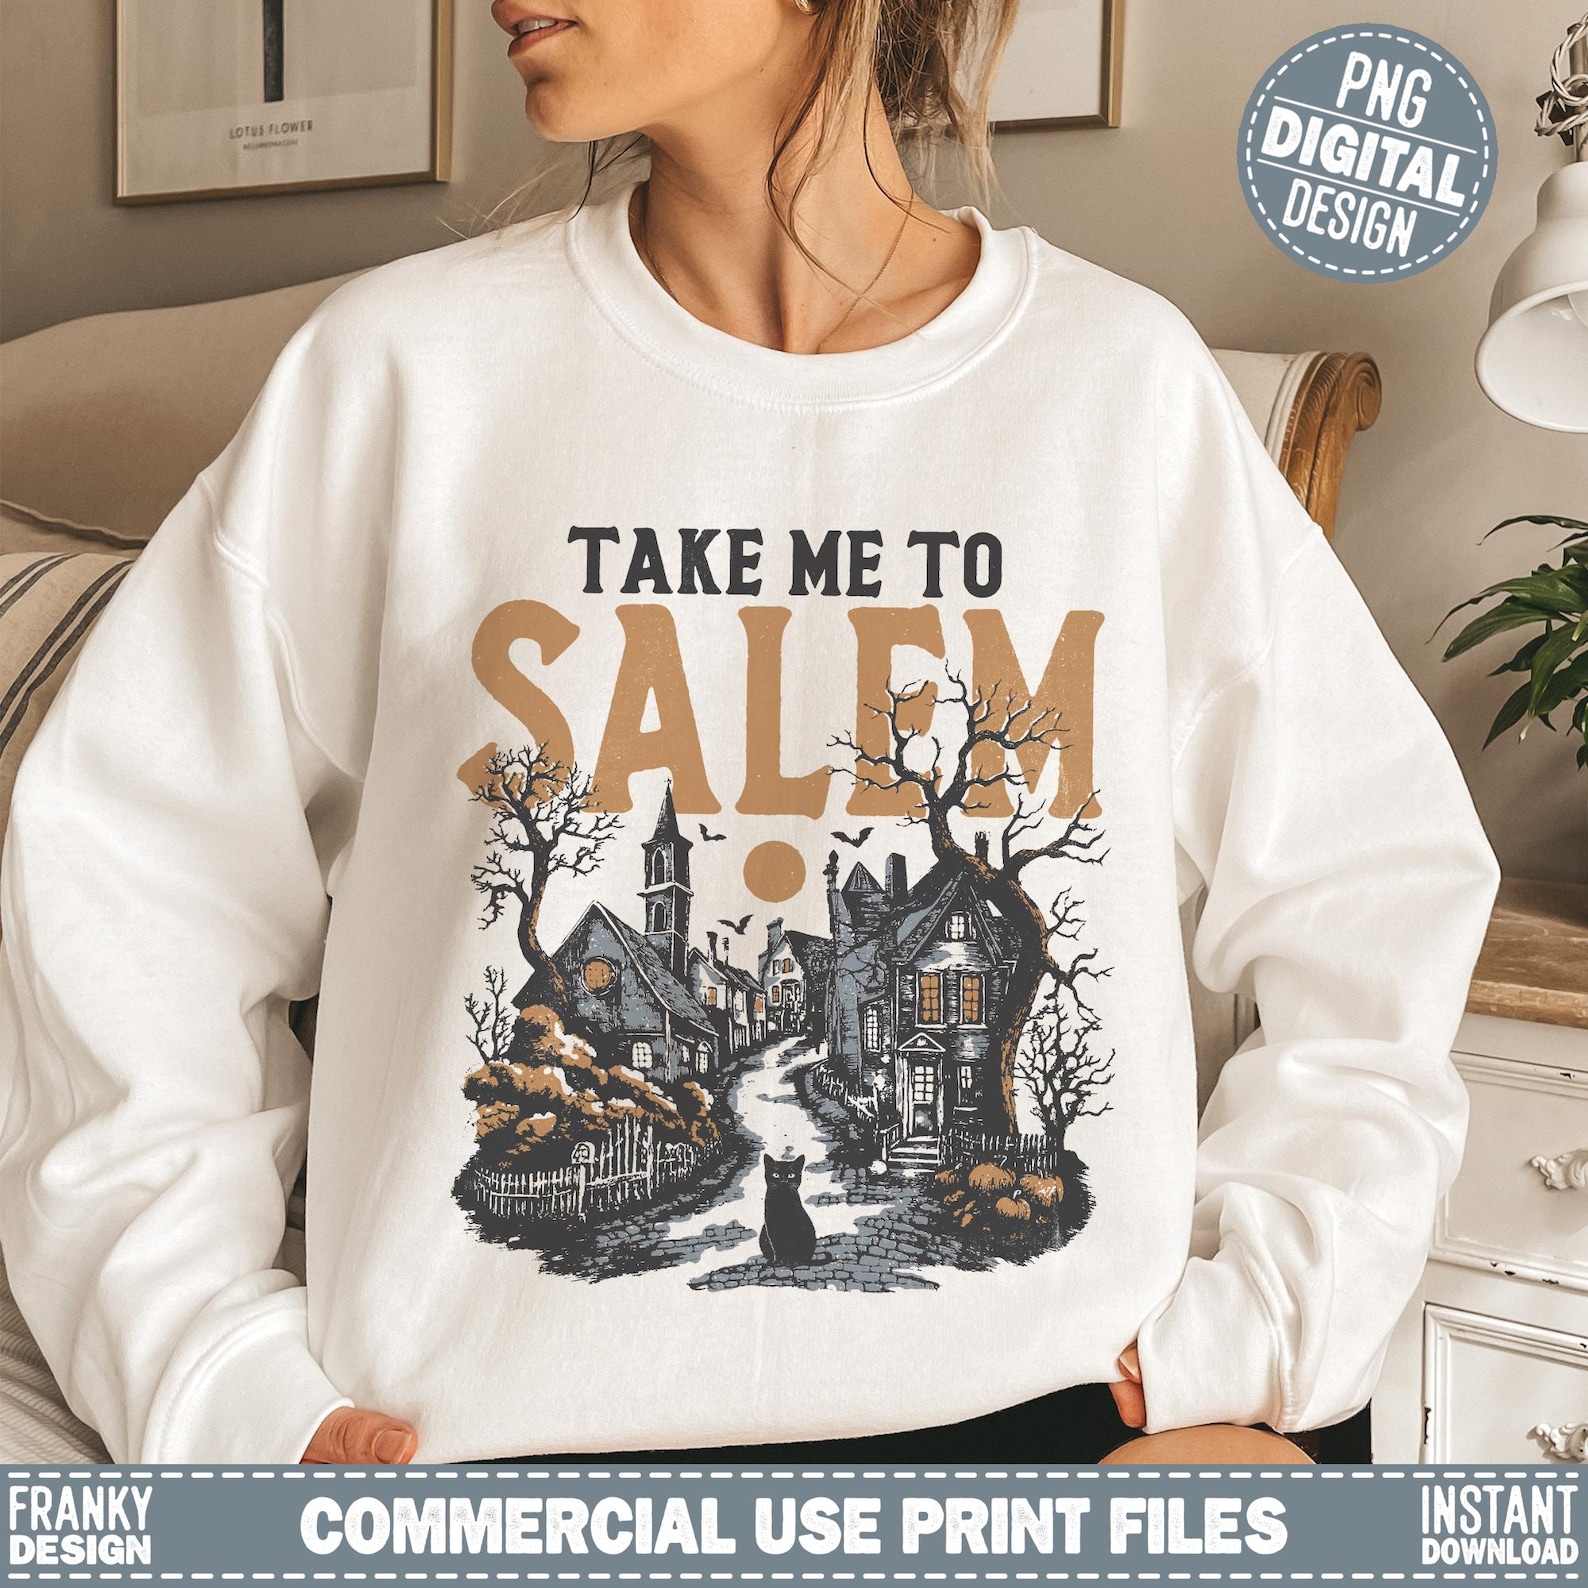 LOTUS FLOWER
PNG
DIGITAL
DESIGN
TAKE ME TO
SALEM
FRANKY
DESIGN
COMMERCIAL USE PRINT FILES
INSTANT
DOWNLOAD